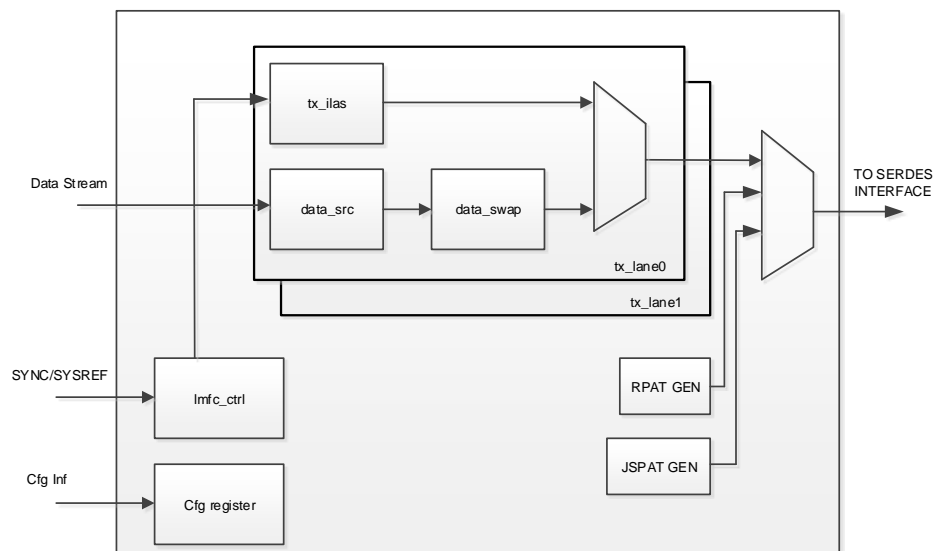 tx_ilas
Data Stream
data_src
data_swap
TO SERDES
INTERFACE
tx_lane0
tx_lane1
SYNC/SYSREF
lmfc_ctrl
RPAT GEN
JSPAT GEN
Cfg Inf
Cfg register